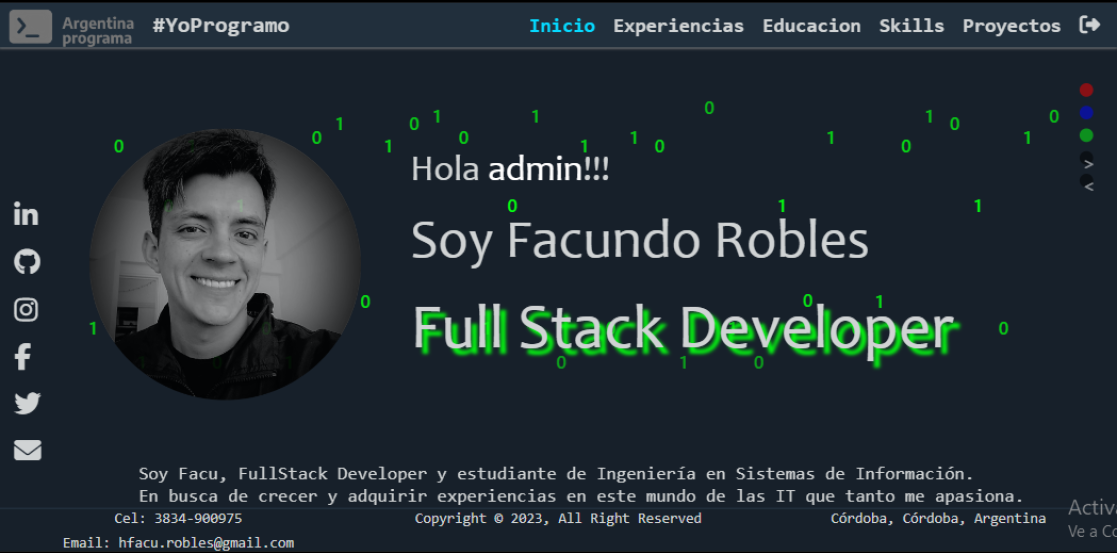 Argentina
programa
#YoProgramo
Inicio Experiencias Educacion Skills Proyectos
0 1 0 1 0 1 1 1 0 0 1 0 1 0 1 0
Hola admin!!!
0 1 1
Soy Facundo Robles
0 0 1
Full Stack Developer
1 0
0 1 0
Soy Facu, FullStack Developer y estudiante de Ingeniería en Sistemas de Información.
En busca de crecer y adquirir experiencias en este mundo de las IT que tanto me apasiona.
Cel: 3834-900975 Copyright © 2023, All Right Reserved Córdoba, Córdoba, Argentina
Email: hfacu.robles@gmail.com